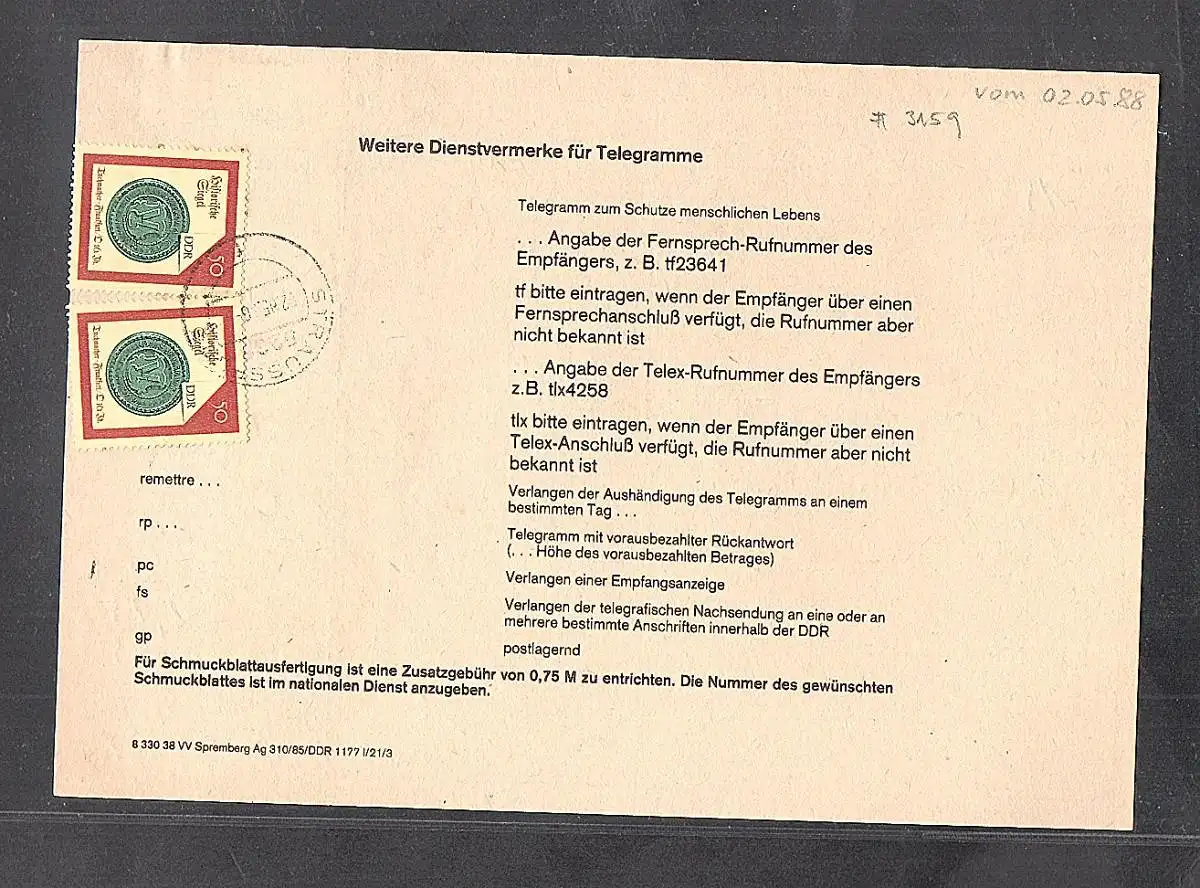 vom 02.05.88
# 3159
Weitere Dienstvermerke für Telegramme
Historische
Siegel
DDR
50
Historische
Siegel
DDR
50
STRAUSS
Telegramm zum Schutze menschlichen Lebens
. . . Angabe der Fernsprech-Rufnummer des
Empfängers, z. B. tf23641
tf bitte eintragen, wenn der Empfänger über einen
Fernsprechanschluß verfügt, die Rufnummer aber
nicht bekannt ist
. . . Angabe der Telex-Rufnummer des Empfängers
z.B. tlx4258
tlx bitte eintragen, wenn der Empfänger über einen
Telex-Anschluß verfügt, die Rufnummer aber nicht
bekannt ist
remettre . . .
Verlangen der Aushändigung des Telegramms an einem
bestimmten Tag . . .
rp . . .
Telegramm mit vorausbezahlter Rückantwort
(. . . Höhe des vorausbezahlten Betrages)
pc
Verlangen einer Empfangsanzeige
fs
Verlangen der telegrafischen Nachsendung an eine oder an
mehrere bestimmte Anschriften innerhalb der DDR
gp
postlagernd
Für Schmuckblattausfertigung ist eine Zusatzgebühr von 0,75 M zu entrichten. Die Nummer des gewünschten
Schmuckblattes ist im nationalen Dienst anzugeben.
8 330 38 VV Spremberg Ag 310/85/DDR 1177 I/21/3